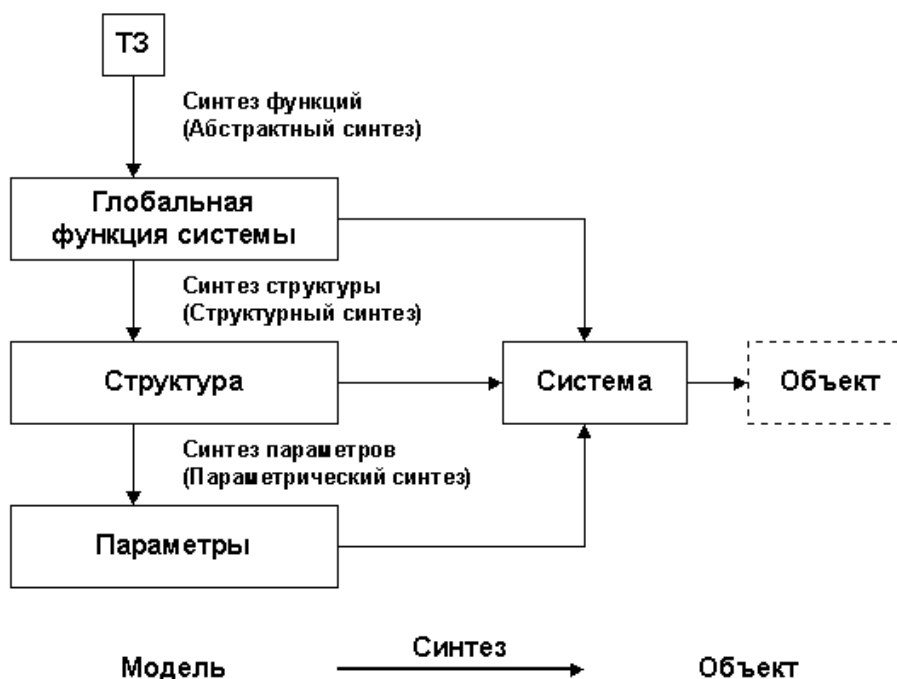 ТЗ
Синтез функций
(Абстрактный синтез)
Глобальная
функция системы
Синтез структуры
(Структурный синтез)
Структура
Система
Объект
Синтез параметров
(Параметрический синтез)
Параметры
Синтез
Модель
Объект